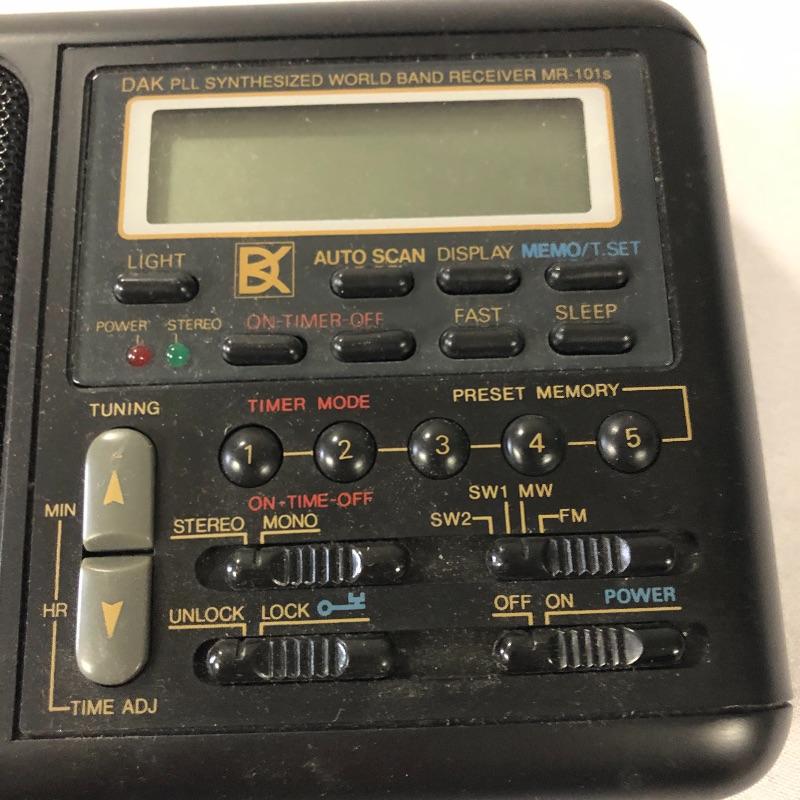 DAK PLL SYNTHESIZED WORLD BAND RECEIVER MR-101s
LIGHT
AUTO SCAN
DISPLAY
MEMO/T.SET
POWER
STEREO
ON-TIMER-OFF
FAST
SLEEP
TUNING
TIMER MODE
PRESET MEMORY
1
2
3
4
5
ON-TIME-OFF
SW1 MW
SW2
FM
STEREO
MONO
MIN
HR
UNLOCK
LOCK
OFF
ON
POWER
TIME ADJ